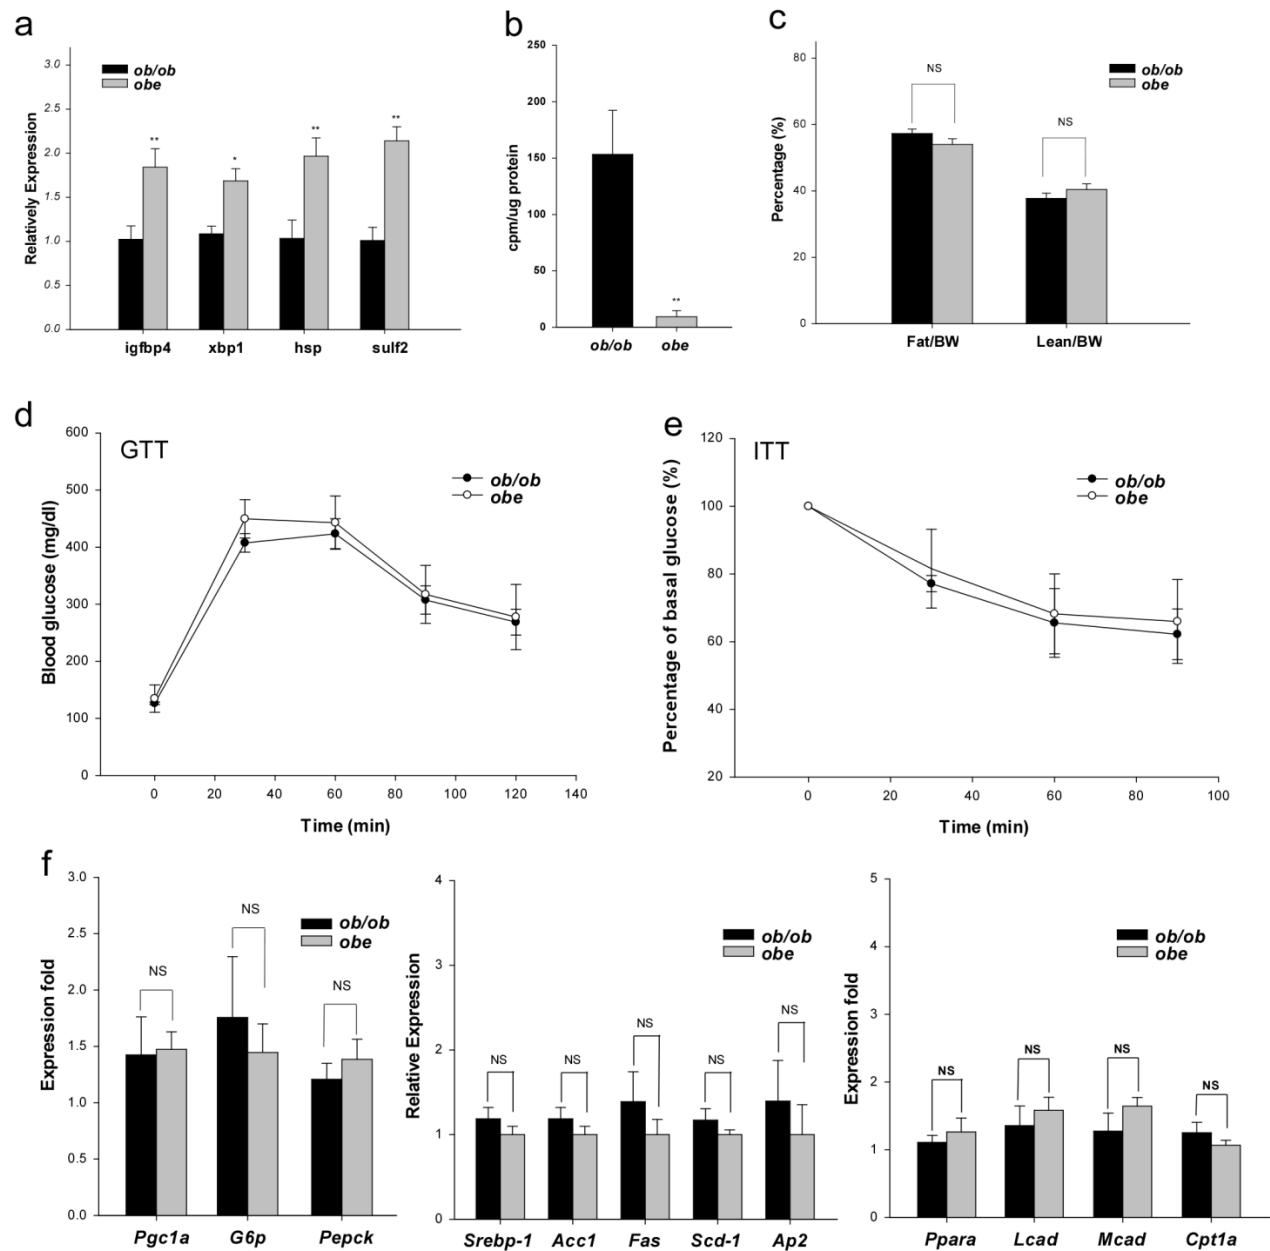 a
3.0
2.5
2.0
1.5
1.0
0.5
0.0
Relatively Expression
ob/ob
obe
**
*
**
**
igfbp4 xbp1 hsp sulf2
b
250
200
150
100
50
0
cpm/ug protein
**
ob/ob obe
c
80
60
40
20
0
Percentage (%)
NS
NS
ob/ob
obe
Fat/BW Lean/BW
d
600
500
400
300
200
100
0
Blood glucose (mg/dl)
GTT
ob/ob
obe
0 20 40 60 80 100 120 140
Time (min)
e
120
100
80
60
40
20
Percentage of basal glucose (%)
ITT
ob/ob
obe
0 20 40 60 80 100
Time (min)
f
3.0
2.5
2.0
1.5
1.0
0.5
0.0
Expression fold
NS
NS
NS
ob/ob
obe
Pgc1a G6p Pepck
4
3
2
1
0
Relative Expression
ob/ob
obe
NS
NS
NS
NS
NS
Srebp-1 Acc1 Fas Scd-1 Ap2
5
4
3
2
1
0
Expression fold
ob/ob
obe
NS
NS
NS
NS
Ppara Lcad Mcad Cpt1a